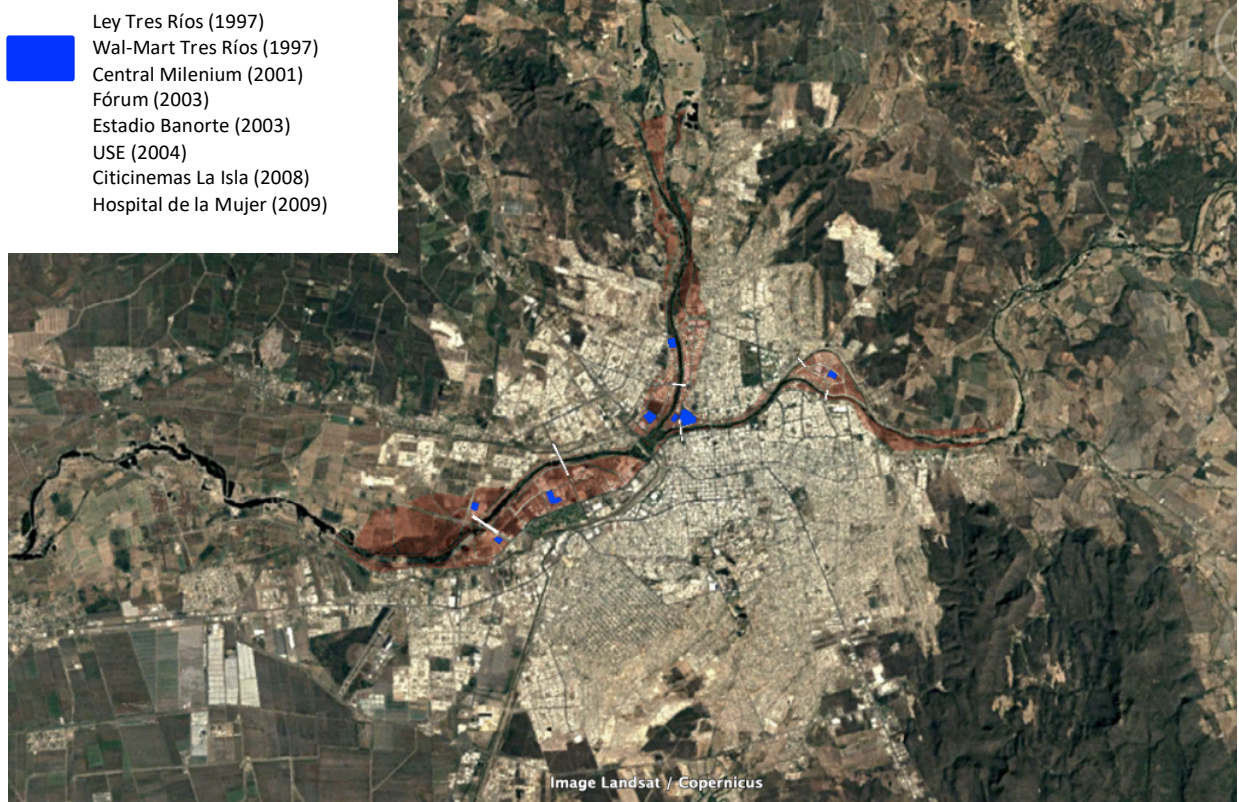 Ley Tres Ríos (1997)
Wal-Mart Tres Ríos (1997)
Central Milenium (2001)
Fórum (2003)
Estadio Banorte (2003)
USE (2004)
Citicinemas La Isla (2008)
Hospital de la Mujer (2009)
Image Landsat / Copernicus